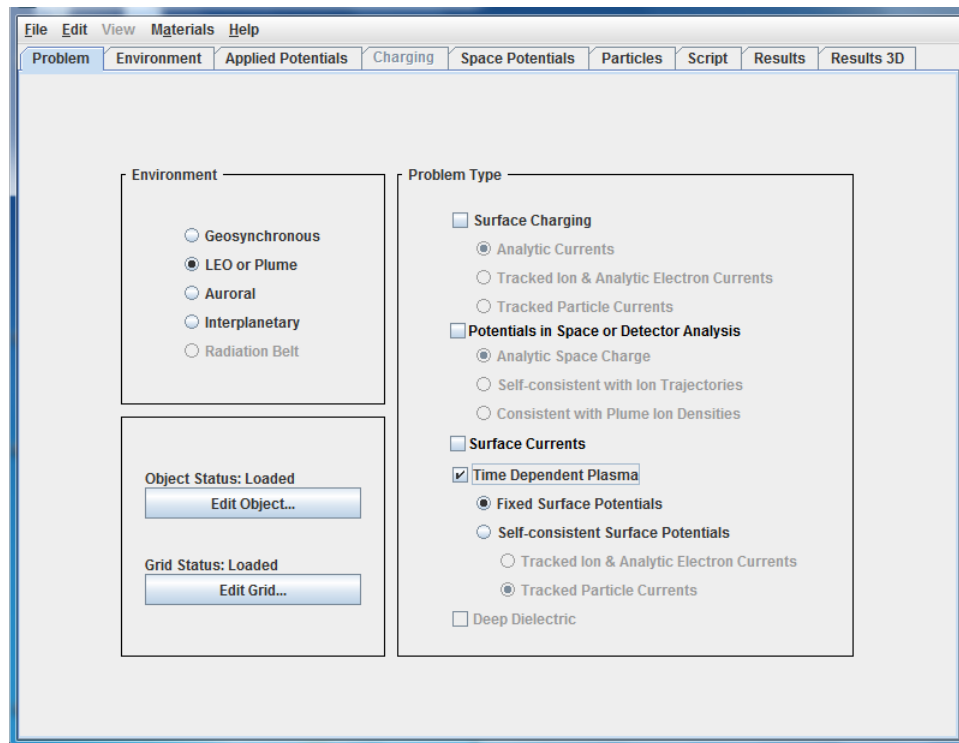 File Edit View Materials Help
Problem Environment Applied Potentials Charging Space Potentials Particles Script Results Results 3D
Environment
Geosynchronous
LEO or Plume
Auroral
Interplanetary
Radiation Belt
Object Status: Loaded
Edit Object...
Grid Status: Loaded
Edit Grid...
Problem Type
Surface Charging
Analytic Currents
Tracked Ion & Analytic Electron Currents
Tracked Particle Currents
Potentials in Space or Detector Analysis
Analytic Space Charge
Self-consistent with Ion Trajectories
Consistent with Plume Ion Densities
Surface Currents
Time Dependent Plasma
Fixed Surface Potentials
Self-consistent Surface Potentials
Tracked Ion & Analytic Electron Currents
Tracked Particle Currents
Deep Dielectric